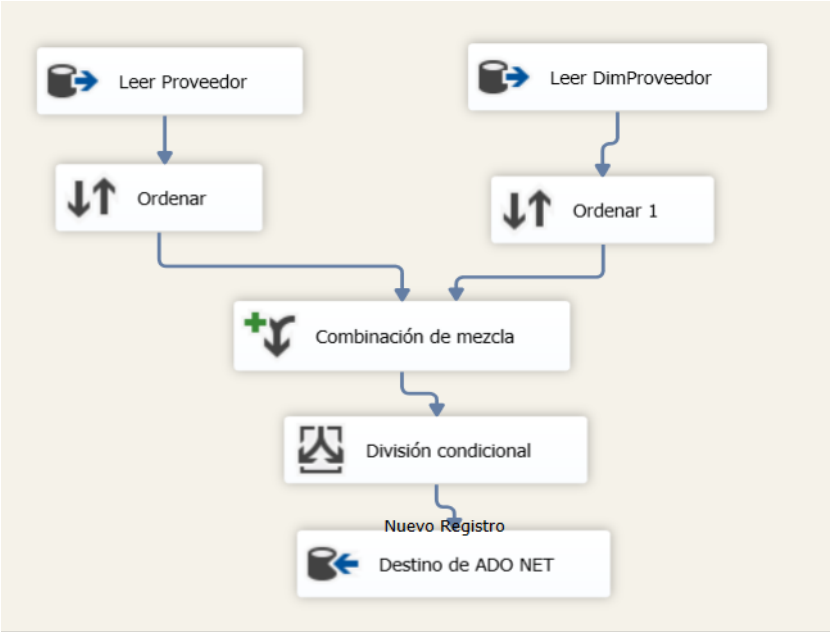 Leer Proveedor
Leer DimProveedor
Ordenar
Ordenar 1
Combinación de mezcla
División condicional
Nuevo Registro
Destino de ADO NET